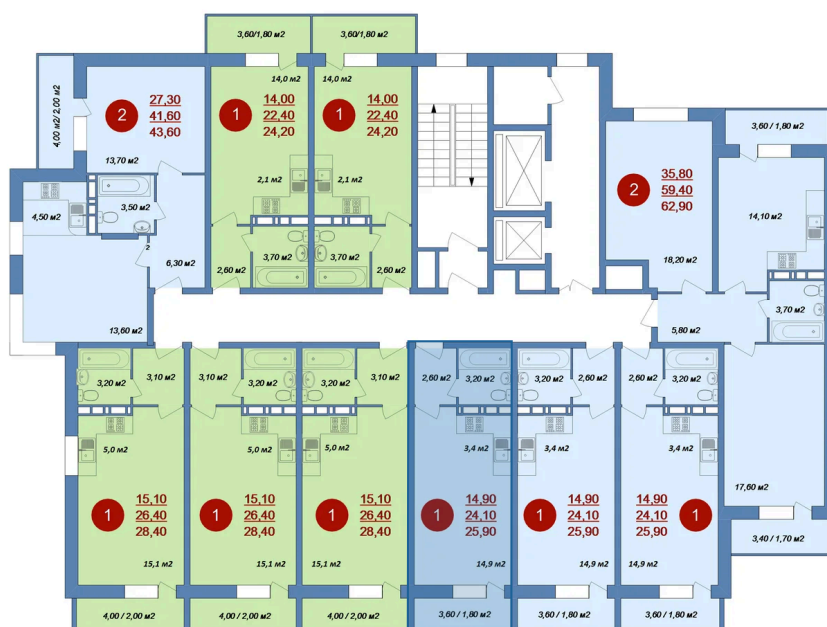 3,60/1,80 м2
3,60/1,80 м2
4,00 м2/ 2,00 м2
2
27,30
41,60
43,60
13,70 м2
14,0 м2
1
14,00
22,40
24,20
2,1 м2
14,0 м2
1
14,00
22,40
24,20
2,1 м2
3,60 / 1,80 м2
2
35,80
59,40
62,90
18,20 м2
14,10 м2
4,50 м2
3,50 м2
2
6,30 м2
13,60 м2
3,70 м2
2,60 м2
3,70 м2
2,60 м2
5,80 м2
3,70 м2
3,20 м2
3,10 м2
3,10 м2
3,20 м2
3,20 м2
3,10 м2
2,60 м2
3,20 м2
3,20 м2
2,60 м2
2,60 м2
3,20 м2
5,0 м2
5,0 м2
5,0 м2
3,4 м2
3,4 м2
3,4 м2
17,60 м2
1
15,10
26,40
28,40
15,1 м2
1
15,10
26,40
28,40
15,1 м2
1
15,10
26,40
28,40
15,1 м2
1
14,90
24,10
25,90
14,9 м2
1
14,90
24,10
25,90
14,9 м2
14,90
24,10
25,90
1
14,9 м2
3,40 / 1,70 м2
4,00 / 2,00 м2
4,00 / 2,00 м2
4,00 / 2,00 м2
3,60 / 1,80 м2
3,60 / 1,80 м2
3,60 / 1,80 м2